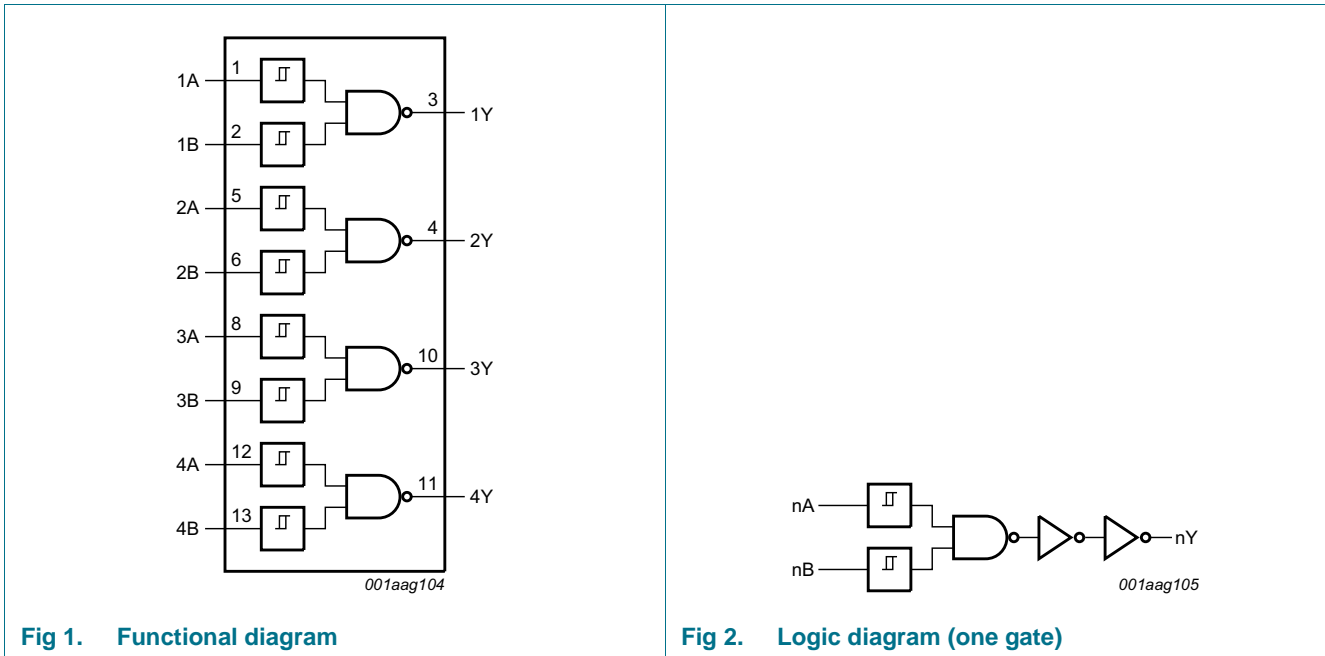 1A 1
3 1Y
1B 2
2A 5
4 2Y
2B 6
3A 8
10 3Y
3B 9
4A 12
11 4Y
4B 13
001aag104
Fig 1. Functional diagram
nA
nY
nB
001aag105
Fig 2. Logic diagram (one gate)